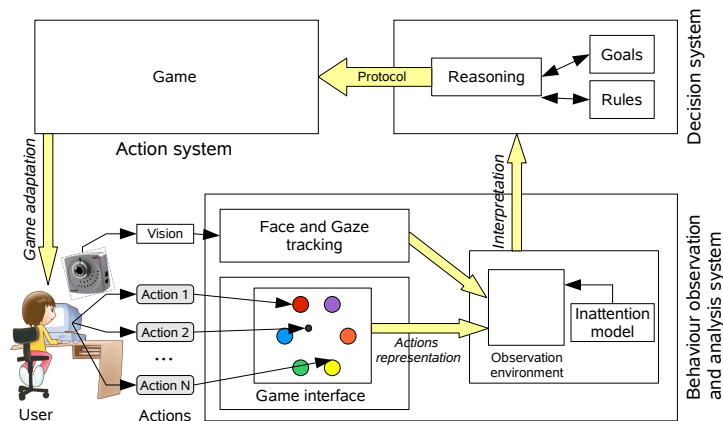 Game
Action system
Protocol
Reasoning
Goals
Rules
Decision system
Game adaptation
Interpretation
Vision
Face and Gaze
tracking
Action 1
Action 2
...
Action N
Actions
User
Game interface
Actions
representation
Observation
environment
Inattention
model
Behaviour observation
and analysis system